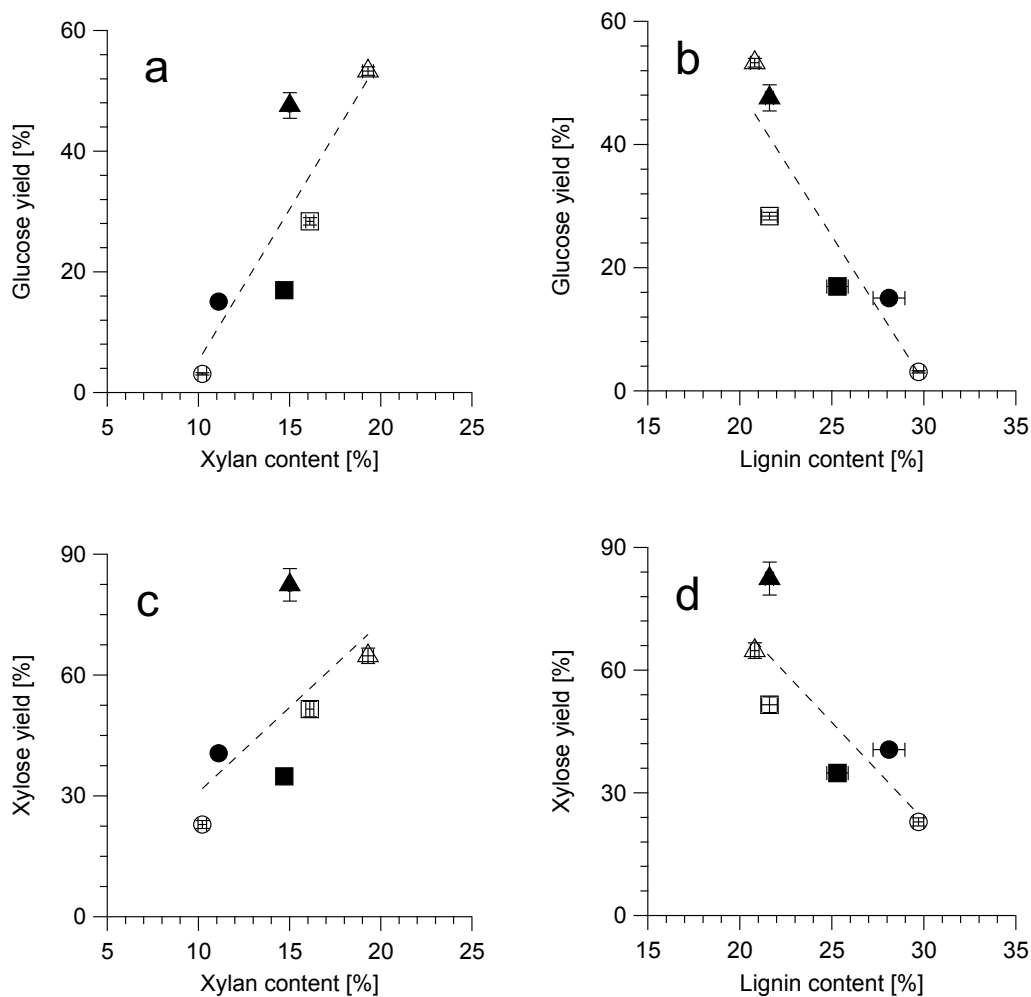 a
Glucose yield [%]
60
40
20
0
5 10 15 20 25
Xylan content [%]
b
Glucose yield [%]
60
40
20
0
15 20 25 30 35
Lignin content [%]
c
Xylose yield [%]
90
60
30
0
5 10 15 20 25
Xylan content [%]
d
Xylose yield [%]
90
60
30
0
15 20 25 30 35
Lignin content [%]